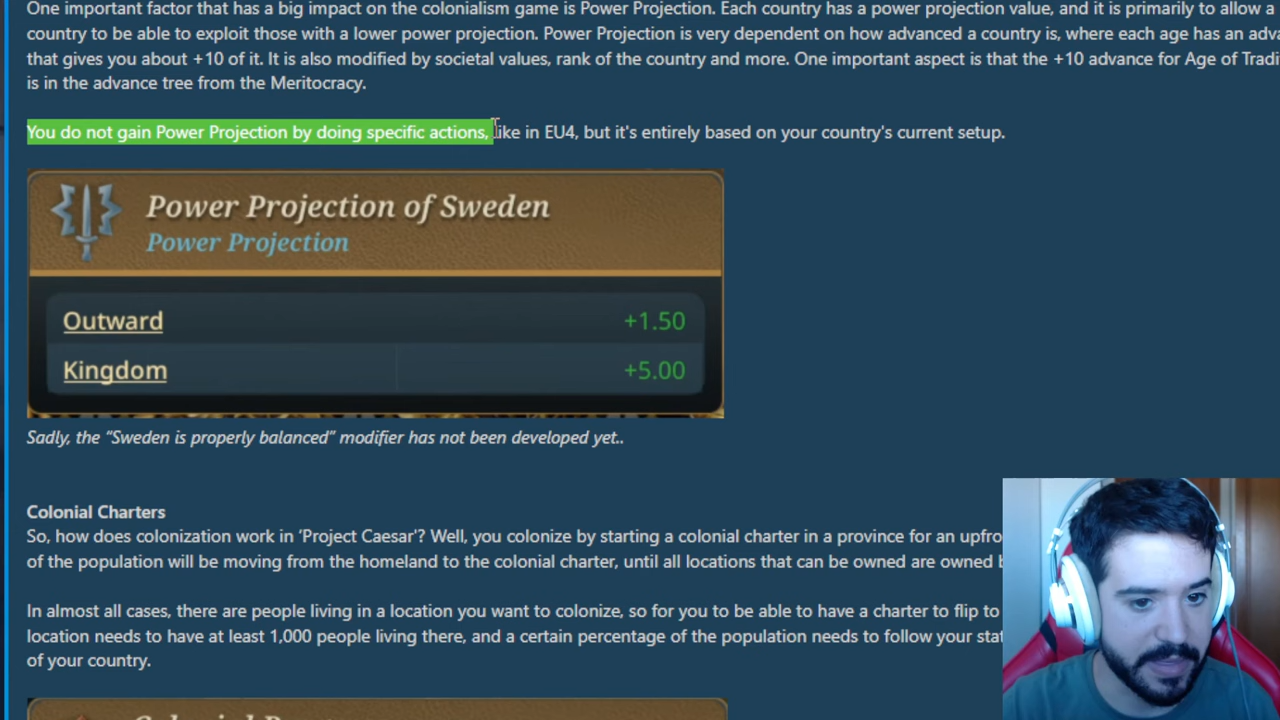 One important factor that has a big impact on the colonialism game is Power Projection. Each country has a power projection value, and it is primarily to allow a
country to be able to exploit those with a lower power projection. Power Projection is very dependent on how advanced a country is, where each age has an
that gives you about +10 of it. It is also modified by societal values, rank of the country and more. One important aspect is that the +10 advance for Age of
is in the advance tree from the Meritocracy.
You do not gain Power Projection by doing specific actions, like in EU4, but it's entirely based on your country's current setup.
Power Projection of Sweden
Power Projection
Outward +1.50
Kingdom +5.00
Sadly, the “Sweden is properly balanced” modifier has not been developed yet..
Colonial Charters
So, how does colonization work in ‘Project Caesar'? Well, you colonize by starting a colonial charter in a province for an
of the population will be moving from the homeland to the colonial charter, until all locations that can be owned are owned
In almost all cases, there are people living in a location you want to colonize, so for you to be able to have a charter to flip to
location needs to have at least 1,000 people living there, and a certain percentage of the population needs to follow your
of your country.